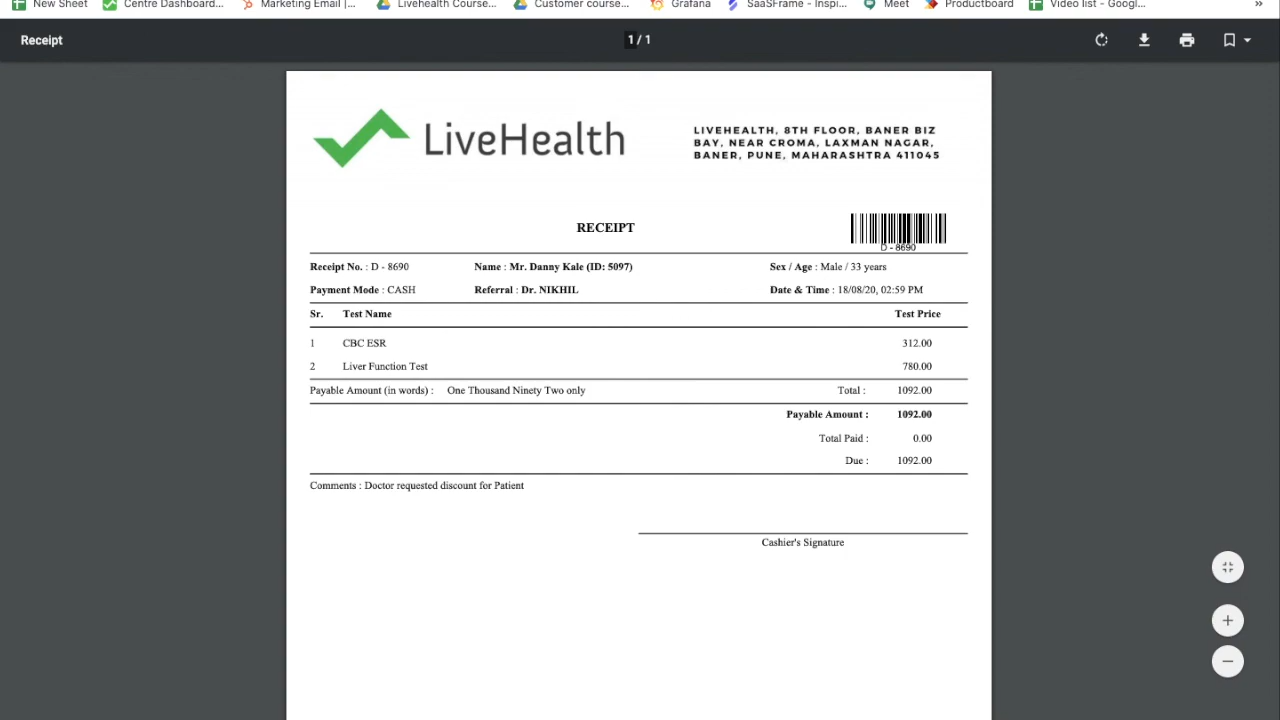 New Sheet Centre Dashboard... Marketing Email |... Livehealth Course... Customer course... Grafana SaaSFrame - Inspi... Meet Productboard Video list - Googl... »
Receipt 1 / 1
LiveHealth
LIVEHEALTH, 8TH FLOOR, BANER BIZ
BAY, NEAR CROMA, LAXMAN NAGAR,
BANER, PUNE, MAHARASHTRA 411045
RECEIPT
D - 8690
Receipt No. : D - 8690 Name : Mr. Danny Kale (ID: 5097) Sex / Age : Male / 33 years
Payment Mode : CASH Referral : Dr. NIKHIL Date & Time : 18/08/20, 02:59 PM
Sr. Test Name Test Price
1 CBC ESR 312.00
2 Liver Function Test 780.00
Payable Amount (in words) : One Thousand Ninety Two only Total : 1092.00
Payable Amount : 1092.00
Total Paid : 0.00
Due : 1092.00
Comments : Doctor requested discount for Patient
Cashier's Signature